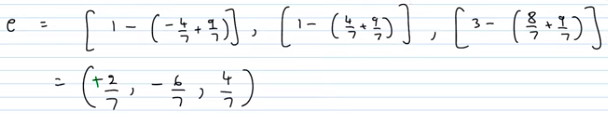 e = [ 1 - (-4/7 + 9/7) ] , [ 1 - (4/7 + 9/7) ] , [ 3 - (8/7 + 9/7) ]
= ( +2/7 , - 6/7 , 4/7 )